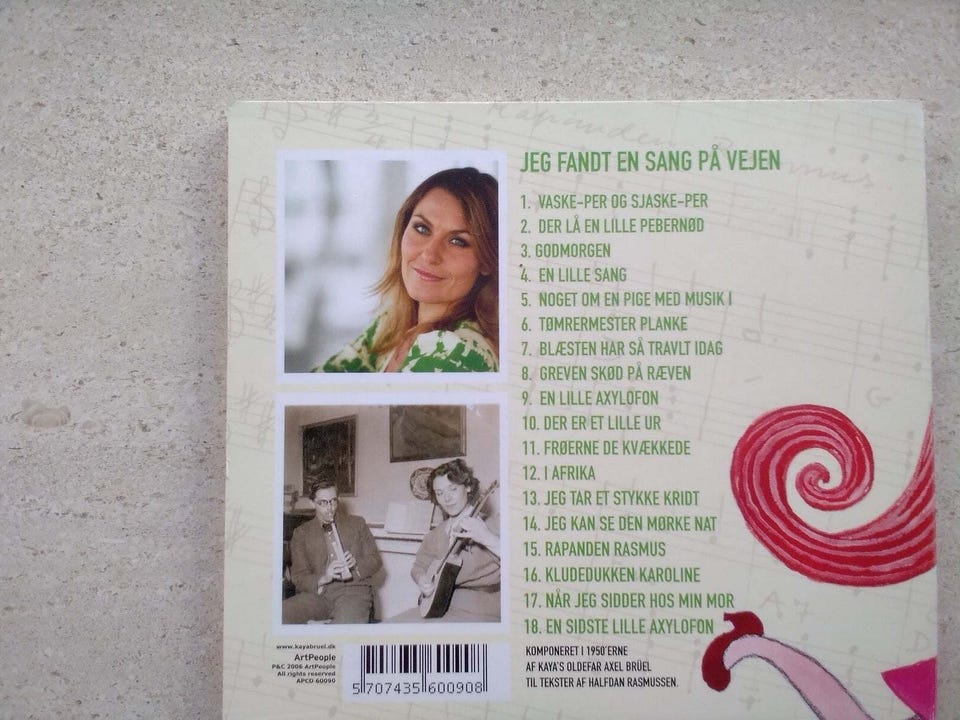 JEG FANDT EN SANG PÅ VEJEN
1. VASKE-PER OG SJASKE-PER
2. DER LÅ EN LILLE PEBERNØD
3. GODMORGEN
4. EN LILLE SANG
5. NOGET OM EN PIGE MED MUSIK I
6. TØMRERMESTER PLANKE
7. BLÆSTEN HAR SÅ TRAVLT IDAG
8. GREVEN SKØD PÅ RÆVEN
9. EN LILLE AXYLOFON
10. DER ER ET LILLE UR
11. FRØERNE DE KVÆKKEDE
12. I AFRIKA
13. JEG TAR ET STYKKE KRIDT
14. JEG KAN SE DEN MØRKE NAT
15. RAPANDEN RASMUS
16. KLUDEDUKKEN KAROLINE
17. NÅR JEG SIDDER HOS MIN MOR
18. EN SIDSTE LILLE AXYLOFON
KOMPONERET I 1950'ERNE
AF KAYA'S OLDEFAR AXEL BRÜEL
TIL TEKSTER AF HALFDAN RASMUSSEN.
www.kayabruel.dk
ArtPeople
P&C 2006 ArtPeople
All rights reserved
APCD 60090
5 707435 600908
G
A7